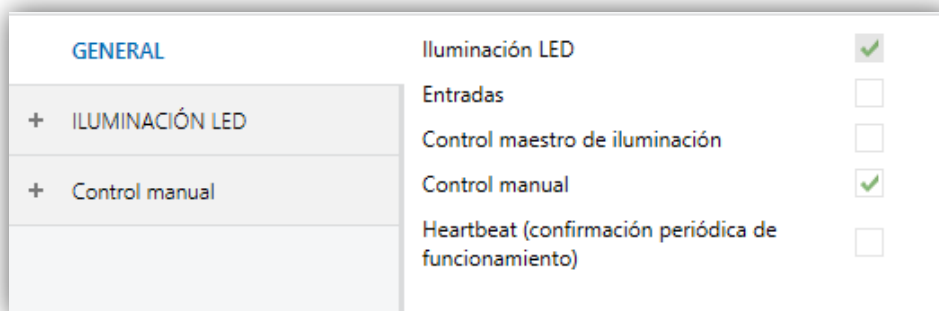 GENERAL
+ ILUMINACIÓN LED
+ Control manual
Iluminación LED
Entradas
Control maestro de iluminación
Control manual
Heartbeat (confirmación periódica de
funcionamiento)